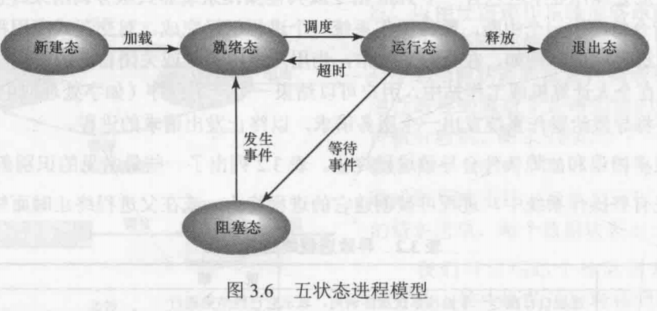 新建态
加载
就绪态
调度
超时
运行态
释放
退出态
发生
事件
等待
事件
阻塞态
图 3.6 五状态进程模型